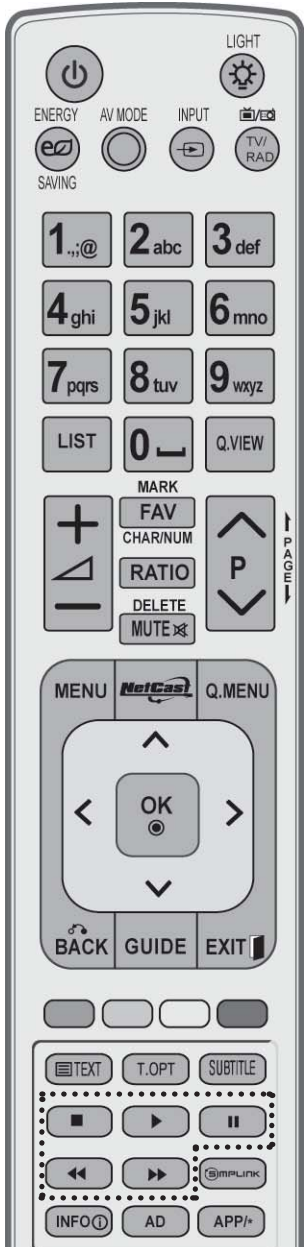 LIGHT
ENERGY AV MODE INPUT
TV/
RAD
SAVING
1.,;@ 2abc 3def
4ghi 5jkl 6mno
7pqrs 8tuv 9wxyz
LIST 0 Q.VIEW
MARK
FAV
CHAR/NUM
P
PAGE
RATIO
DELETE
MUTE
MENU NetCast Q.MENU
OK
BACK GUIDE EXIT
TEXT T.OPT SUBTITLE
SIMPLINK
INFO AD APP/*